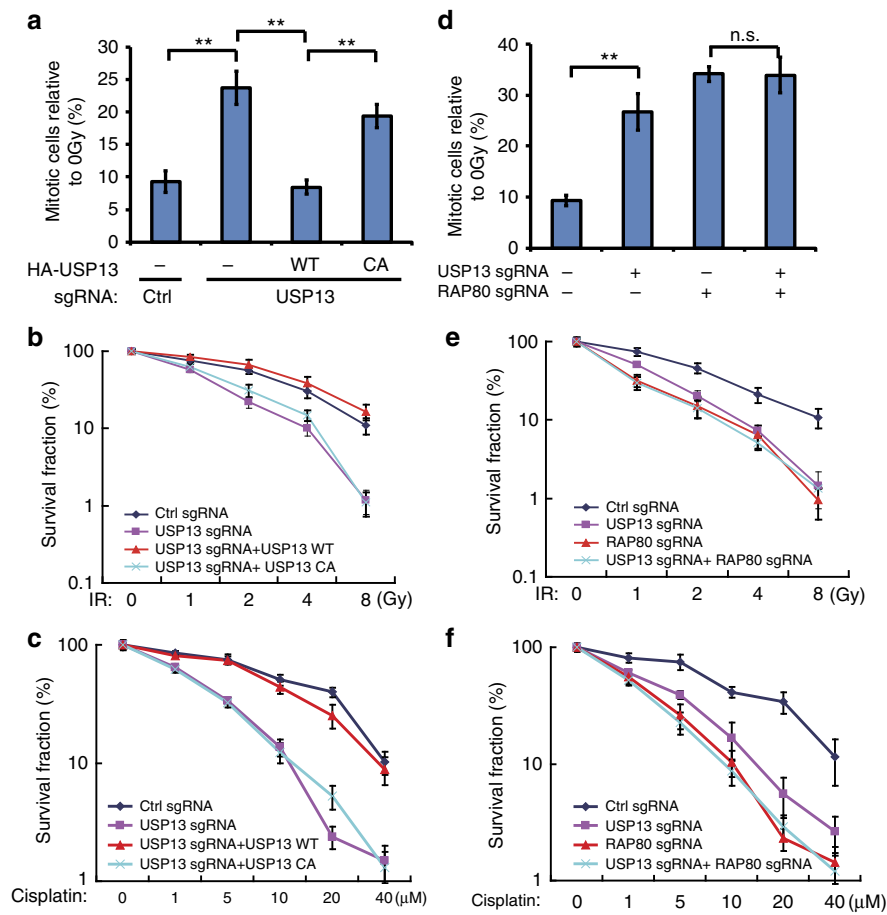 a
**
**
**
Mitotic cells relative
to 0Gy (%)
30
25
20
15
10
5
0
HA-USP13
–
–
WT
CA
sgRNA:
Ctrl
USP13
d
**
n.s.
Mitotic cells relative
to 0Gy (%)
40
30
20
10
0
USP13 sgRNA
– + – +
RAP80 sgRNA
– – + +
b
Survival fraction (%)
100
10
1
0.1
Ctrl sgRNA
USP13 sgRNA
USP13 sgRNA+USP13 WT
USP13 sgRNA+ USP13 CA
IR: 0 1 2 4 8 (Gy)
e
Survival fraction (%)
100
10
1
0.1
Ctrl sgRNA
USP13 sgRNA
RAP80 sgRNA
USP13 sgRNA+ RAP80 sgRNA
IR: 0 1 2 4 8 (Gy)
c
Survival fraction (%)
100
10
1
Ctrl sgRNA
USP13 sgRNA
USP13 sgRNA+USP13 WT
USP13 sgRNA+USP13 CA
Cisplatin: 0 1 5 10 20 40 (μM)
f
Survival fraction (%)
100
10
1
Ctrl sgRNA
USP13 sgRNA
RAP80 sgRNA
USP13 sgRNA+ RAP80 sgRNA
Cisplatin: 0 1 5 10 20 40 (μM)